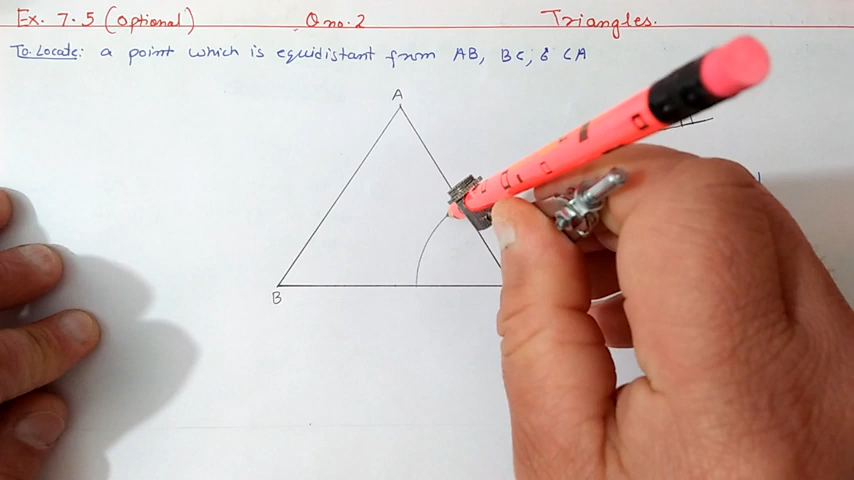 Ex. 7.5 (Optional) Q no. 2 Triangles.
To Locate: a point which is equidistant from AB, BC, & CA
A
B